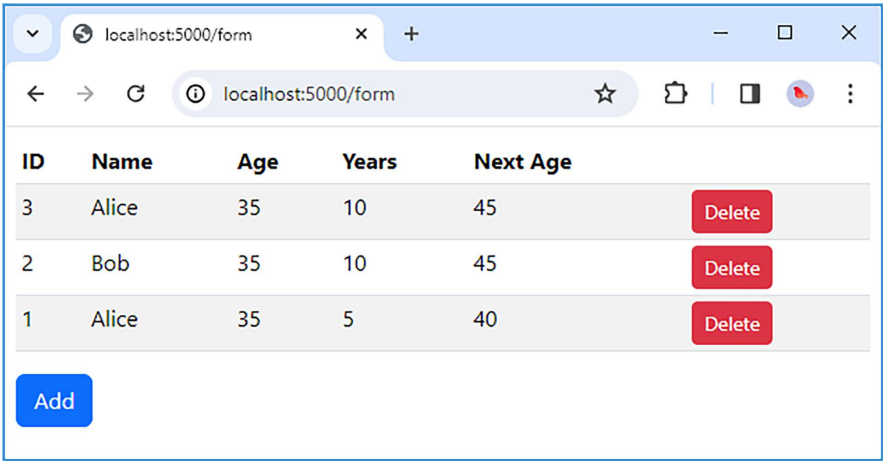 localhost:5000/form
localhost:5000/form
ID Name Age Years Next Age
3 Alice 35 10 45 Delete
2 Bob 35 10 45 Delete
1 Alice 35 5 40 Delete
Add